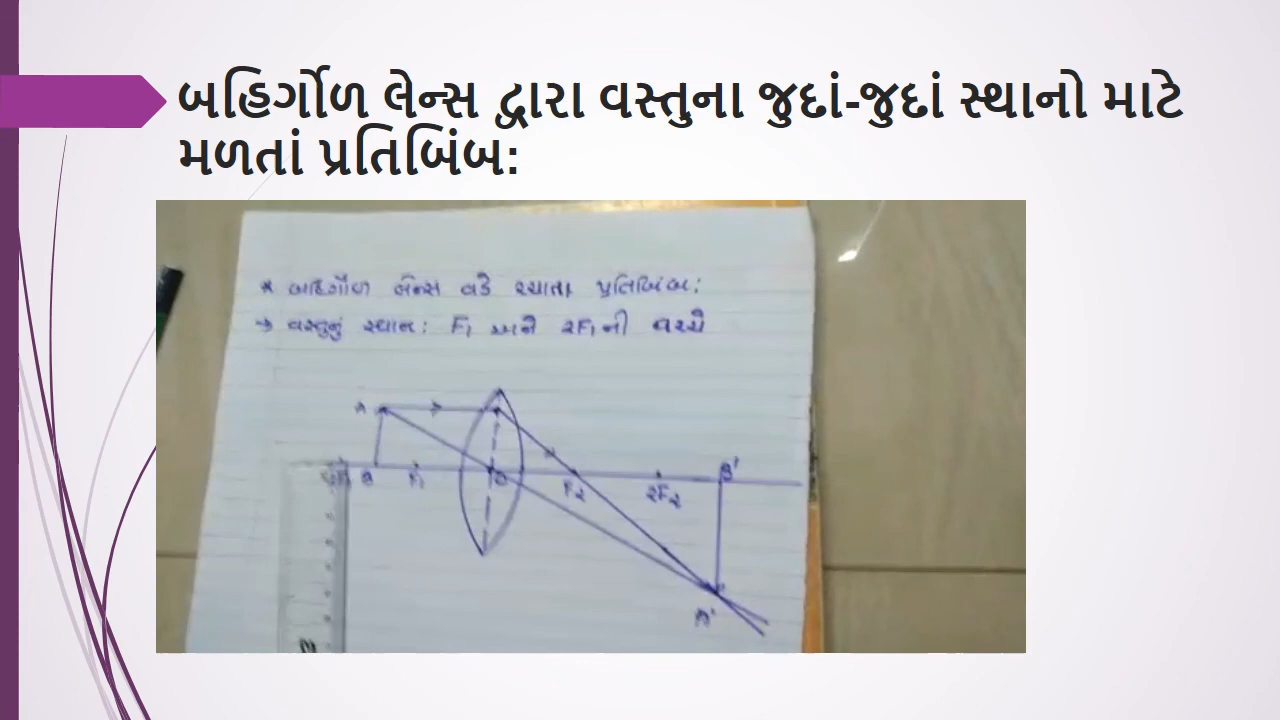 બહિર્ગોળ લેન્સ દ્વારા વસ્તુના જુદાં-જુદાં સ્થાનો માટે
મળતાં પ્રતિબિંબ:
* બહિર્ગોળ લેન્સ વડે રચાતા પ્રતિબિંબ:
→ વસ્તુનું સ્થાન: F₁ અને 2F₁ની વચ્ચે
A
B F₁ O F₂ 2F₂ B'
A'